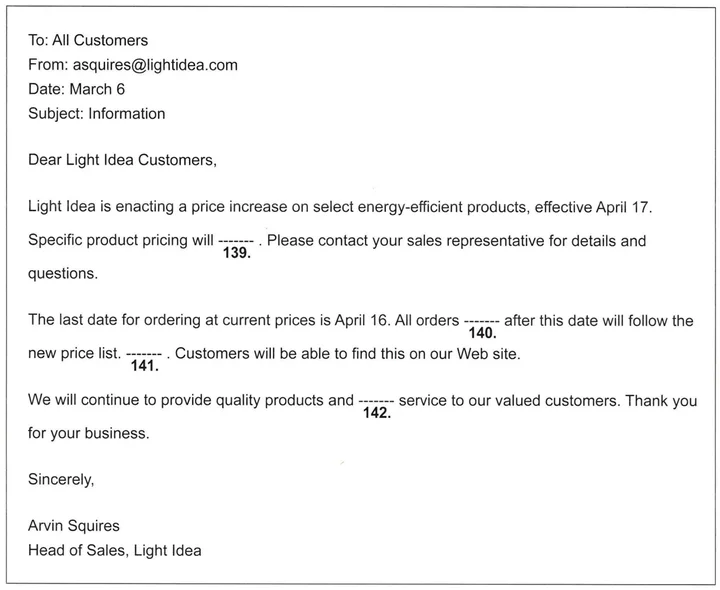 To: All Customers
From: asquires@lightidea.com
Date: March 6
Subject: Information
Dear Light Idea Customers,
Light Idea is enacting a price increase on select energy-efficient products, effective April 17.
Specific product pricing will ------- . Please contact your sales representative for details and
139.
questions.
The last date for ordering at current prices is April 16. All orders ------- after this date will follow the
140.
new price list. ------- . Customers will be able to find this on our Web site.
141.
We will continue to provide quality products and ------- service to our valued customers. Thank you
142.
for your business.
Sincerely,
Arvin Squires
Head of Sales, Light Idea